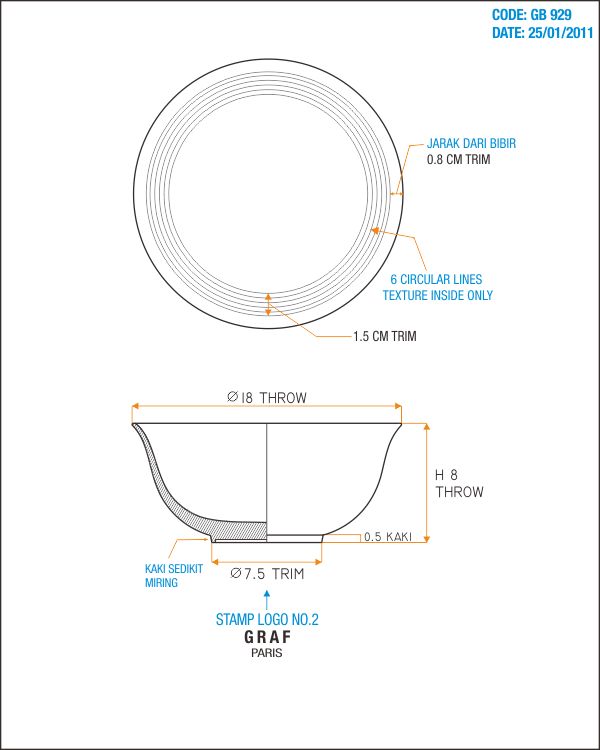 CODE: GB 929
DATE: 25/01/2011
JARAK DARI BIBIR
0.8 CM TRIM
6 CIRCULAR LINES
TEXTURE INSIDE ONLY
1.5 CM TRIM
∅18 THROW
H 8
THROW
0.5 KAKI
KAKI SEDIKIT
MIRING
∅7.5 TRIM
STAMP LOGO NO.2
GRAF
PARIS